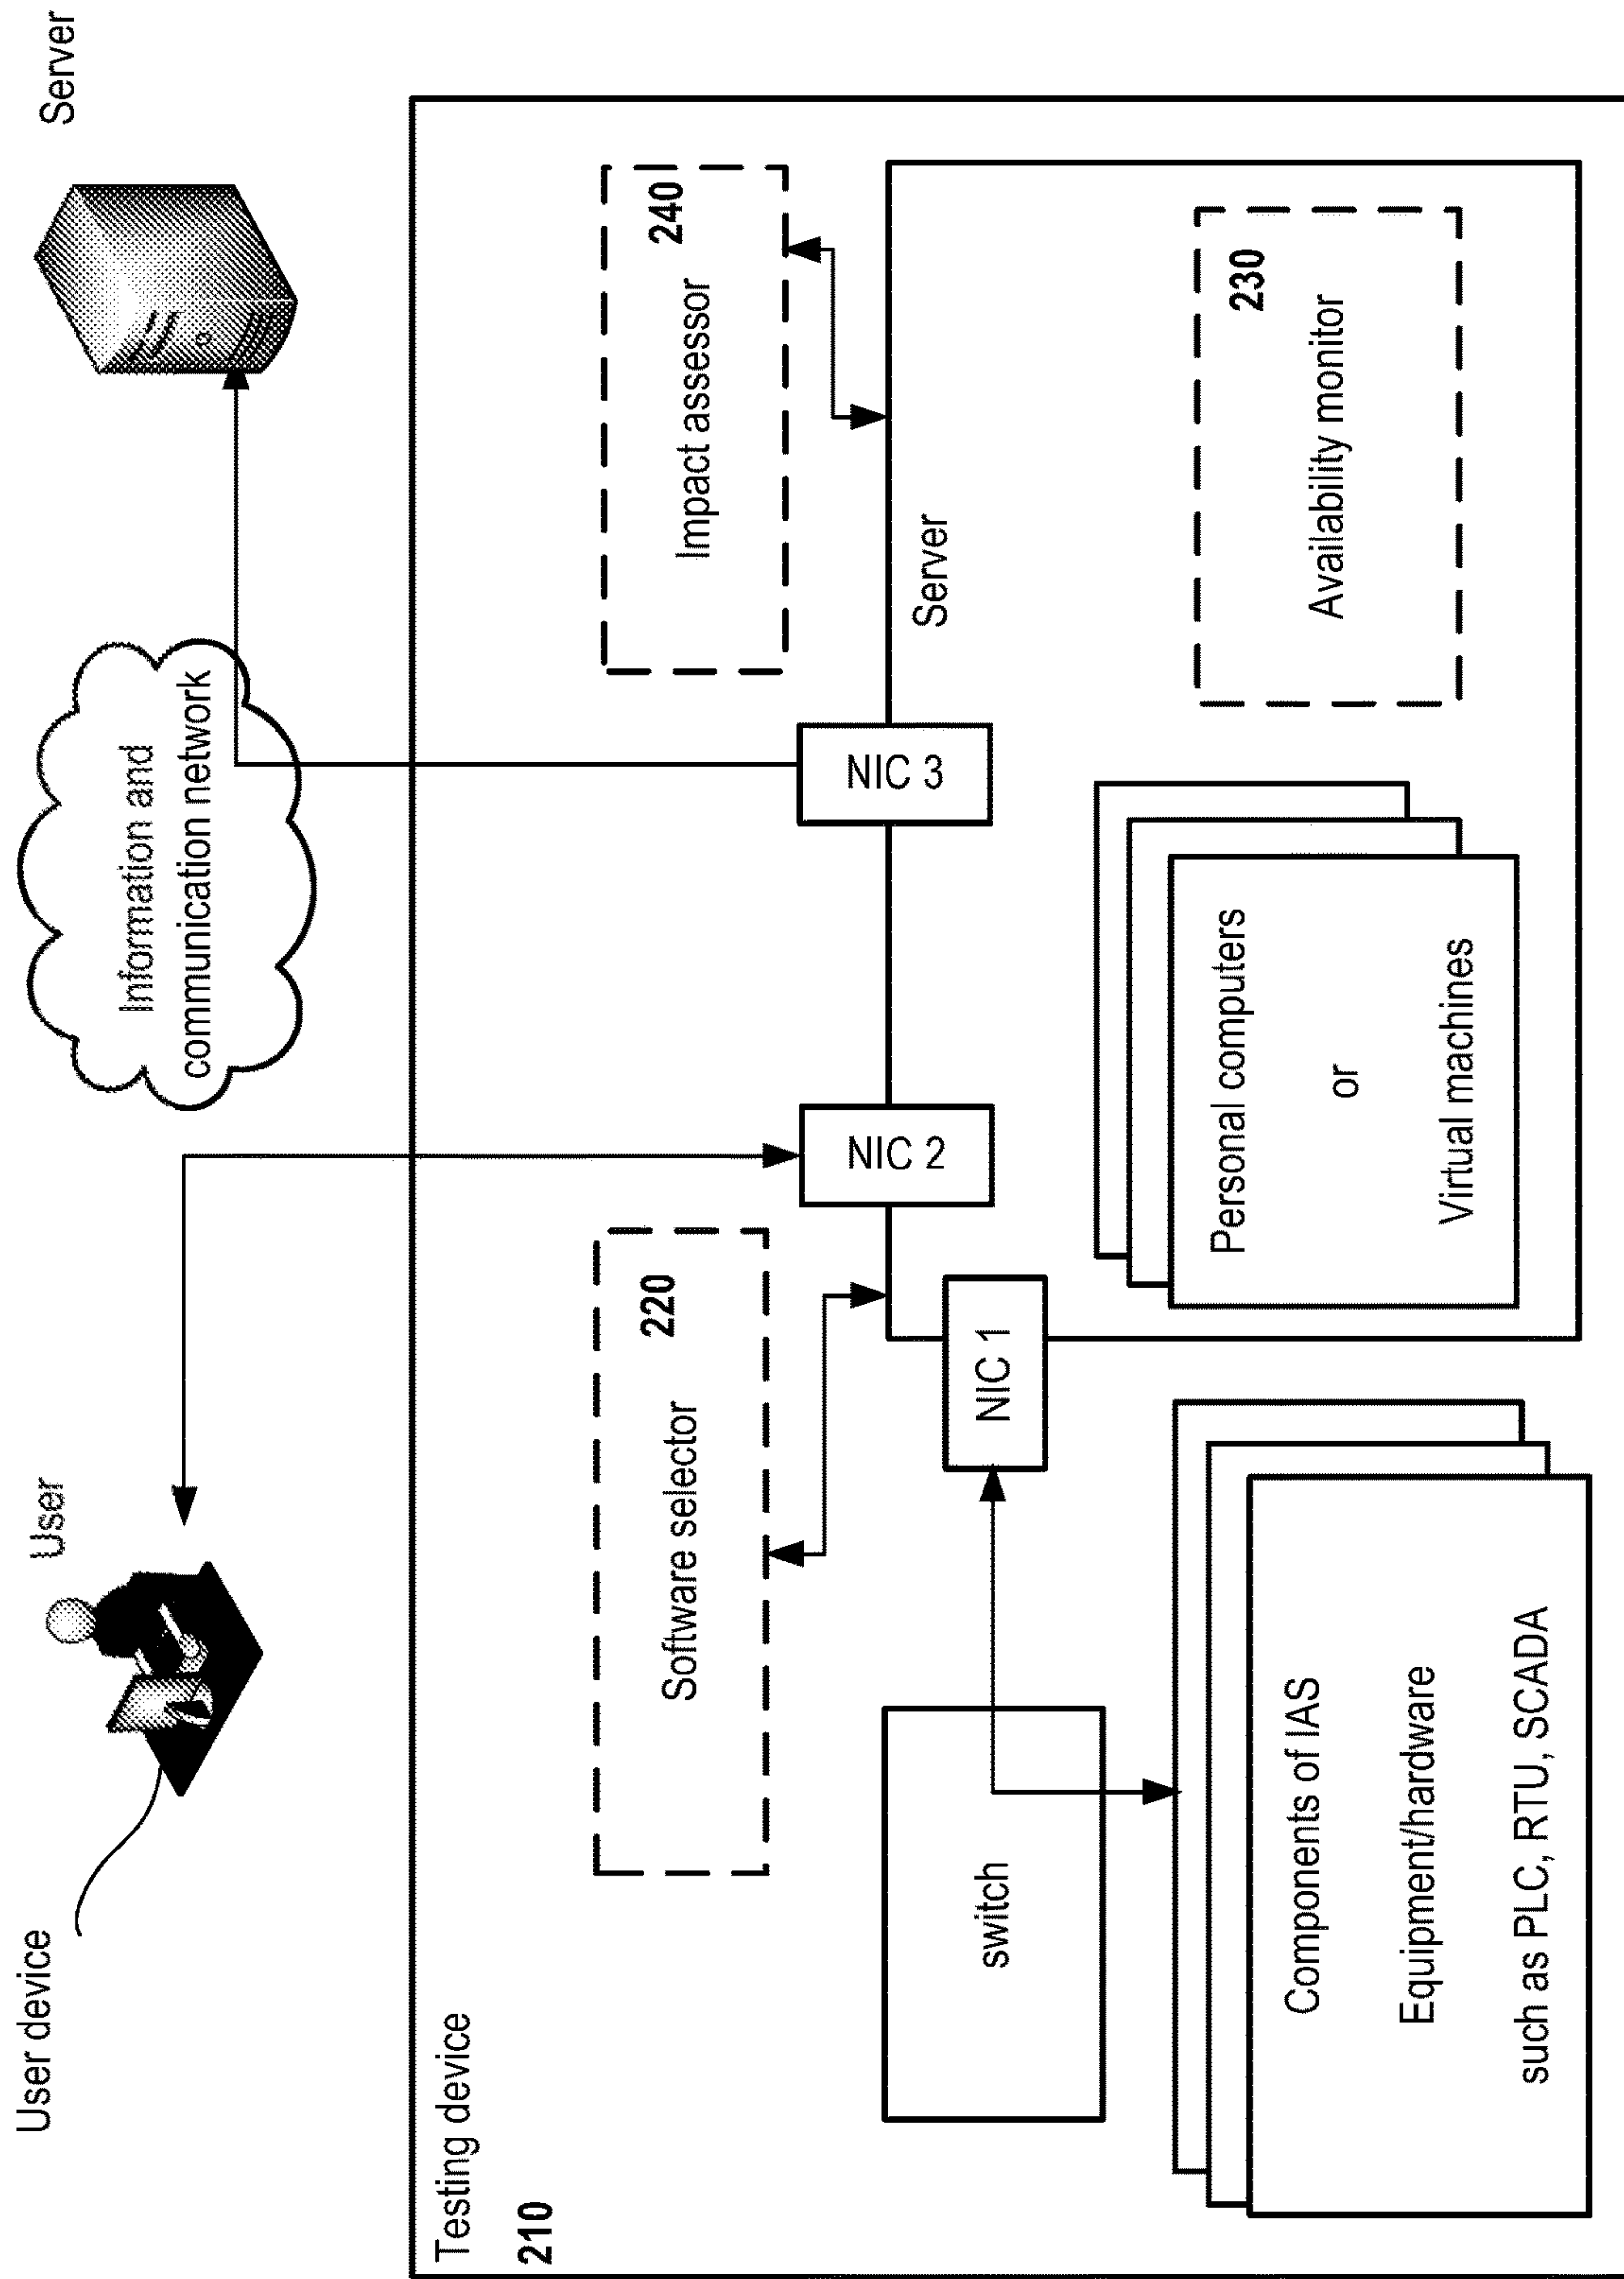 User device
User
Information and
communication network
Server
Testing device
210
Software selector
220
Impact assessor
240
NIC 2
NIC 3
Server
switch
NIC 1
Components of IAS
Equipment/hardware
such as PLC, RTU, SCADA
Personal computers
or
Virtual machines
230
Availability monitor